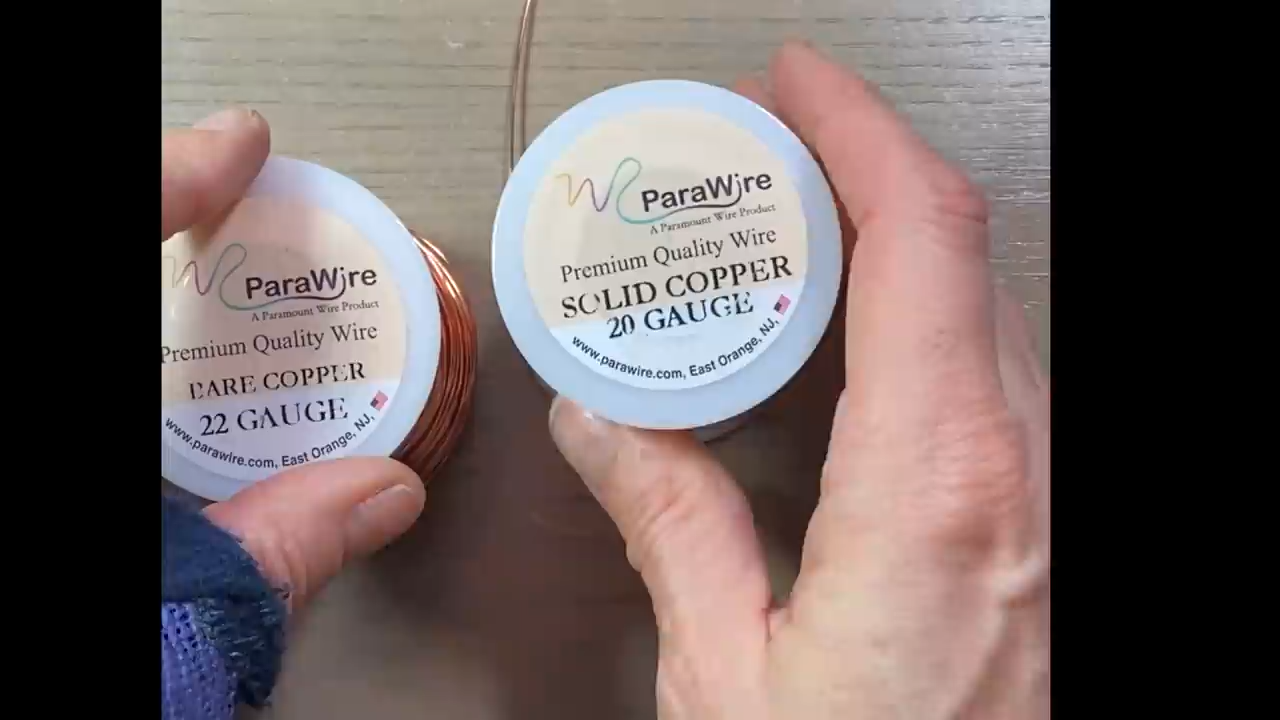 ParaWire
A Paramount Wire Product
Premium Quality Wire
BARE COPPER
22 GAUGE
www.parawire.com, East Orange, NJ,
ParaWire
A Paramount Wire Product
Premium Quality Wire
SOLID COPPER
20 GAUGE
www.parawire.com, East Orange, NJ,